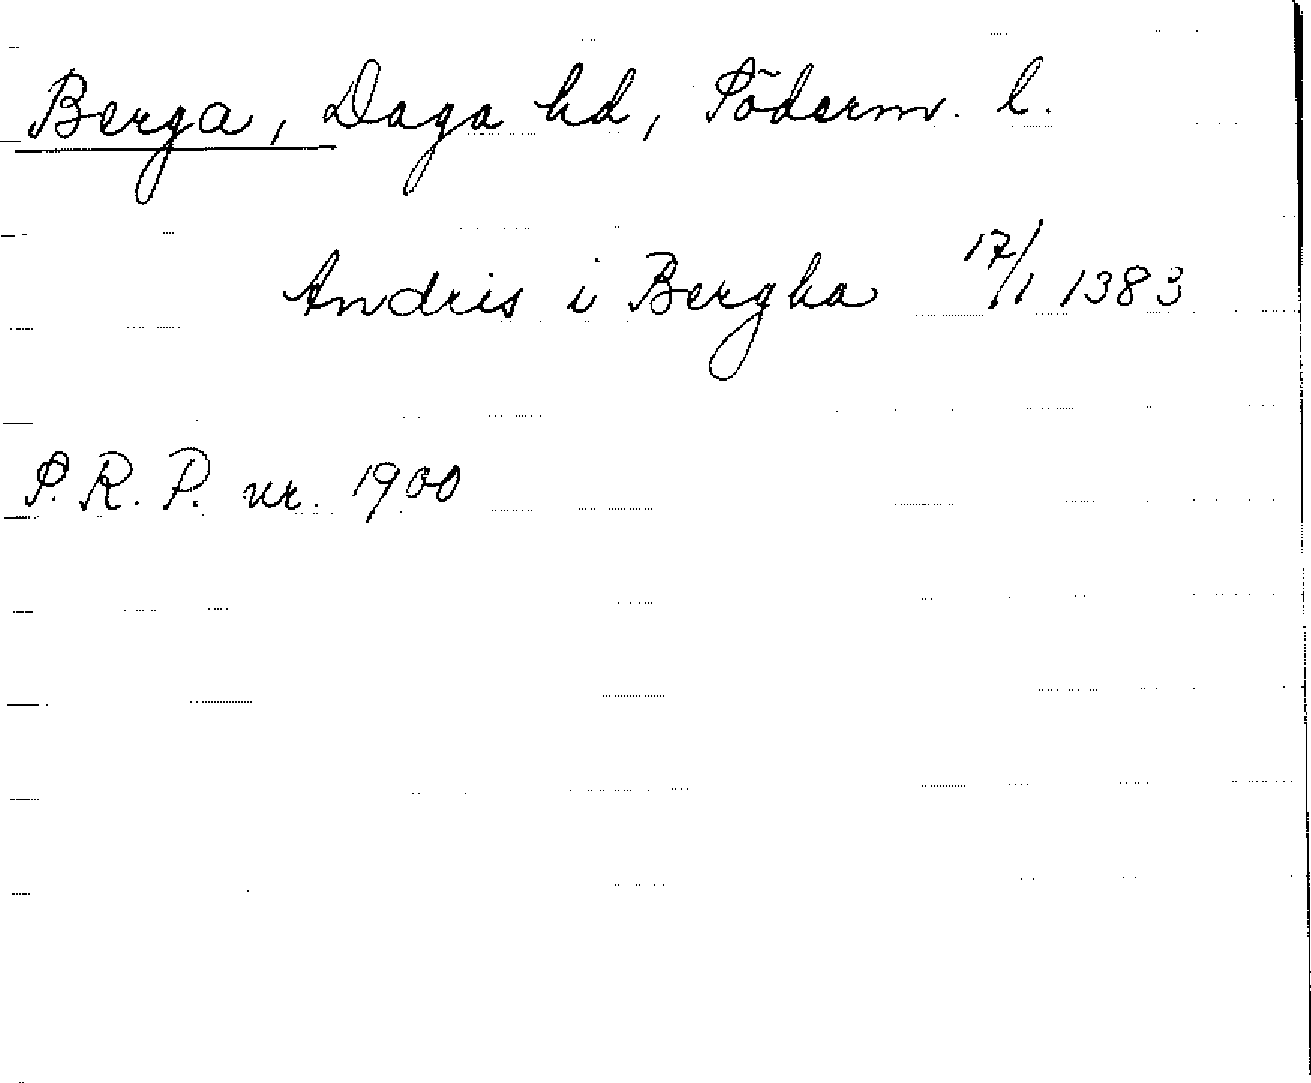 Berga, Daga hd, Söderm. l.
Andris i Bergha 17/1 1383
S.R.P. nr. 1900